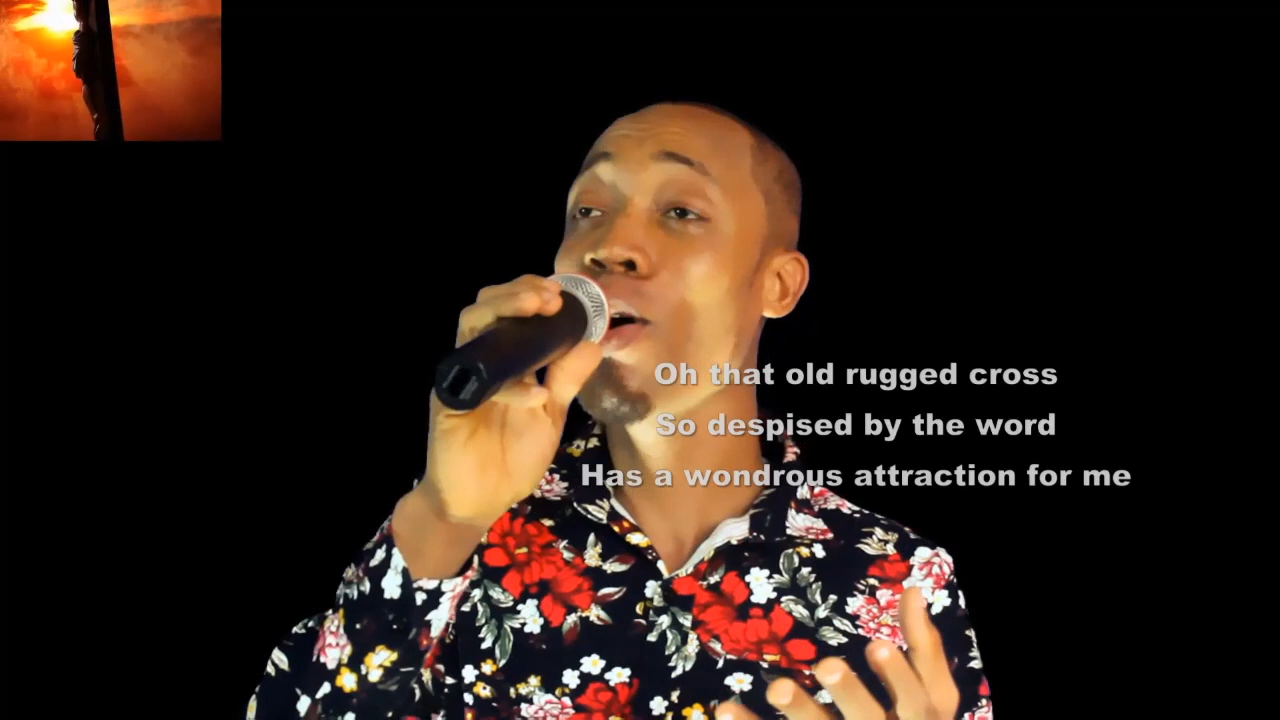 Oh that old rugged cross
So despised by the word
Has a wondrous attraction for me